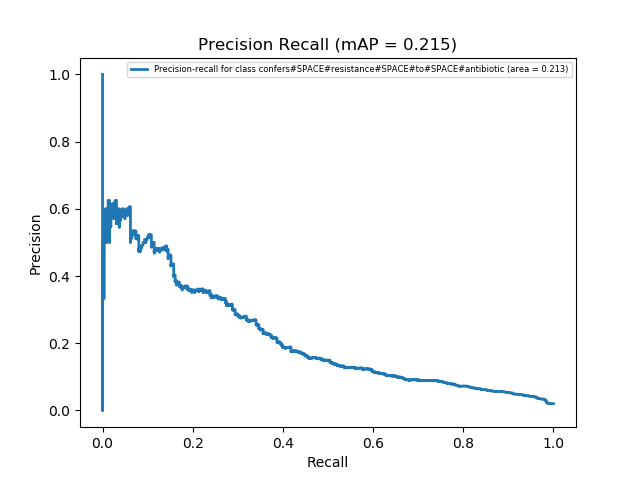 Precision Recall (mAP = 0.215)
Precision-recall for class confers#SPACE#resistance#SPACE#to#SPACE#antibiotic (area = 0.213)
1.0
0.8
0.6
0.4
0.2
0.0
Precision
0.0 0.2 0.4 0.6 0.8 1.0
Recall